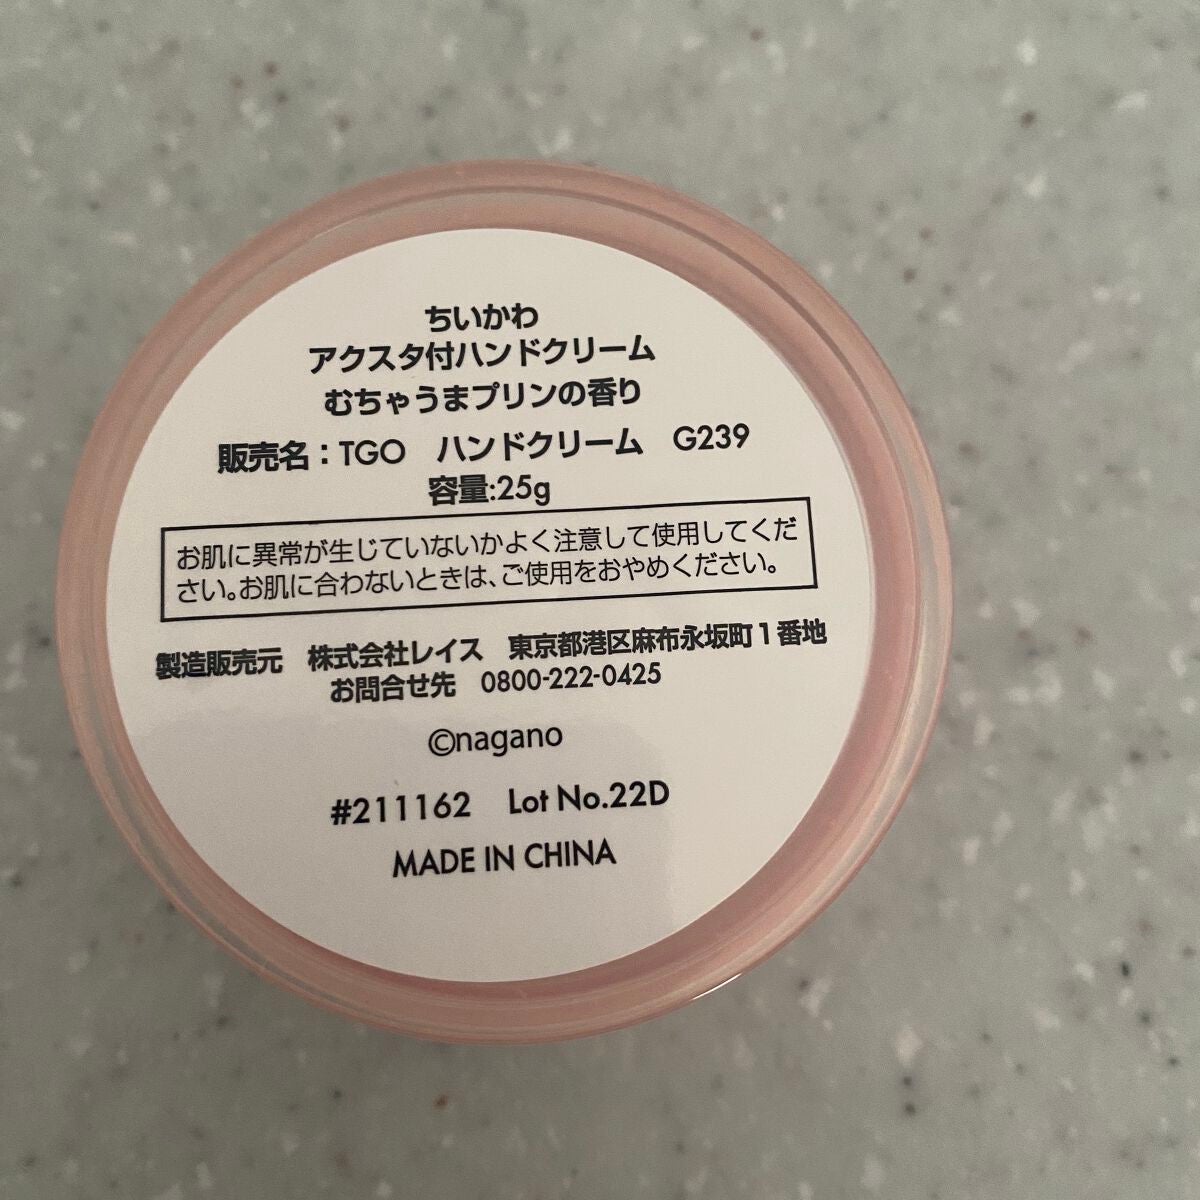 ちいかわ
アクスタ付ハンドクリーム
むちゃうまプリンの香り
販売名：TGO　ハンドクリーム　G239
容量:25g
お肌に異常が生じていないかよく注意して使用してくだ
さい。お肌に合わないときは、ご使用をおやめください。
製造販売元　株式会社レイス　東京都港区麻布永坂町1番地
お問合せ先　0800-222-0425
©nagano
#211162　Lot No.22D
MADE IN CHINA